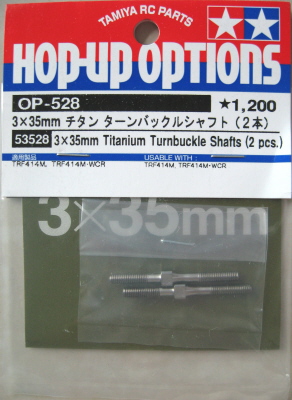 TAMIYA RC PARTS
HOP-UP OPTIONS
TAMIYA
OP-528
★1,200
3×35mm チタン ターンバックルシャフト(2本)
53528 3×35mm Titanium Turnbuckle Shafts (2 pcs.)
適用製品 USABLE WITH :
TRF414M, TRF414M-WCR TRF414M, TRF414M-WCR
3×35mm